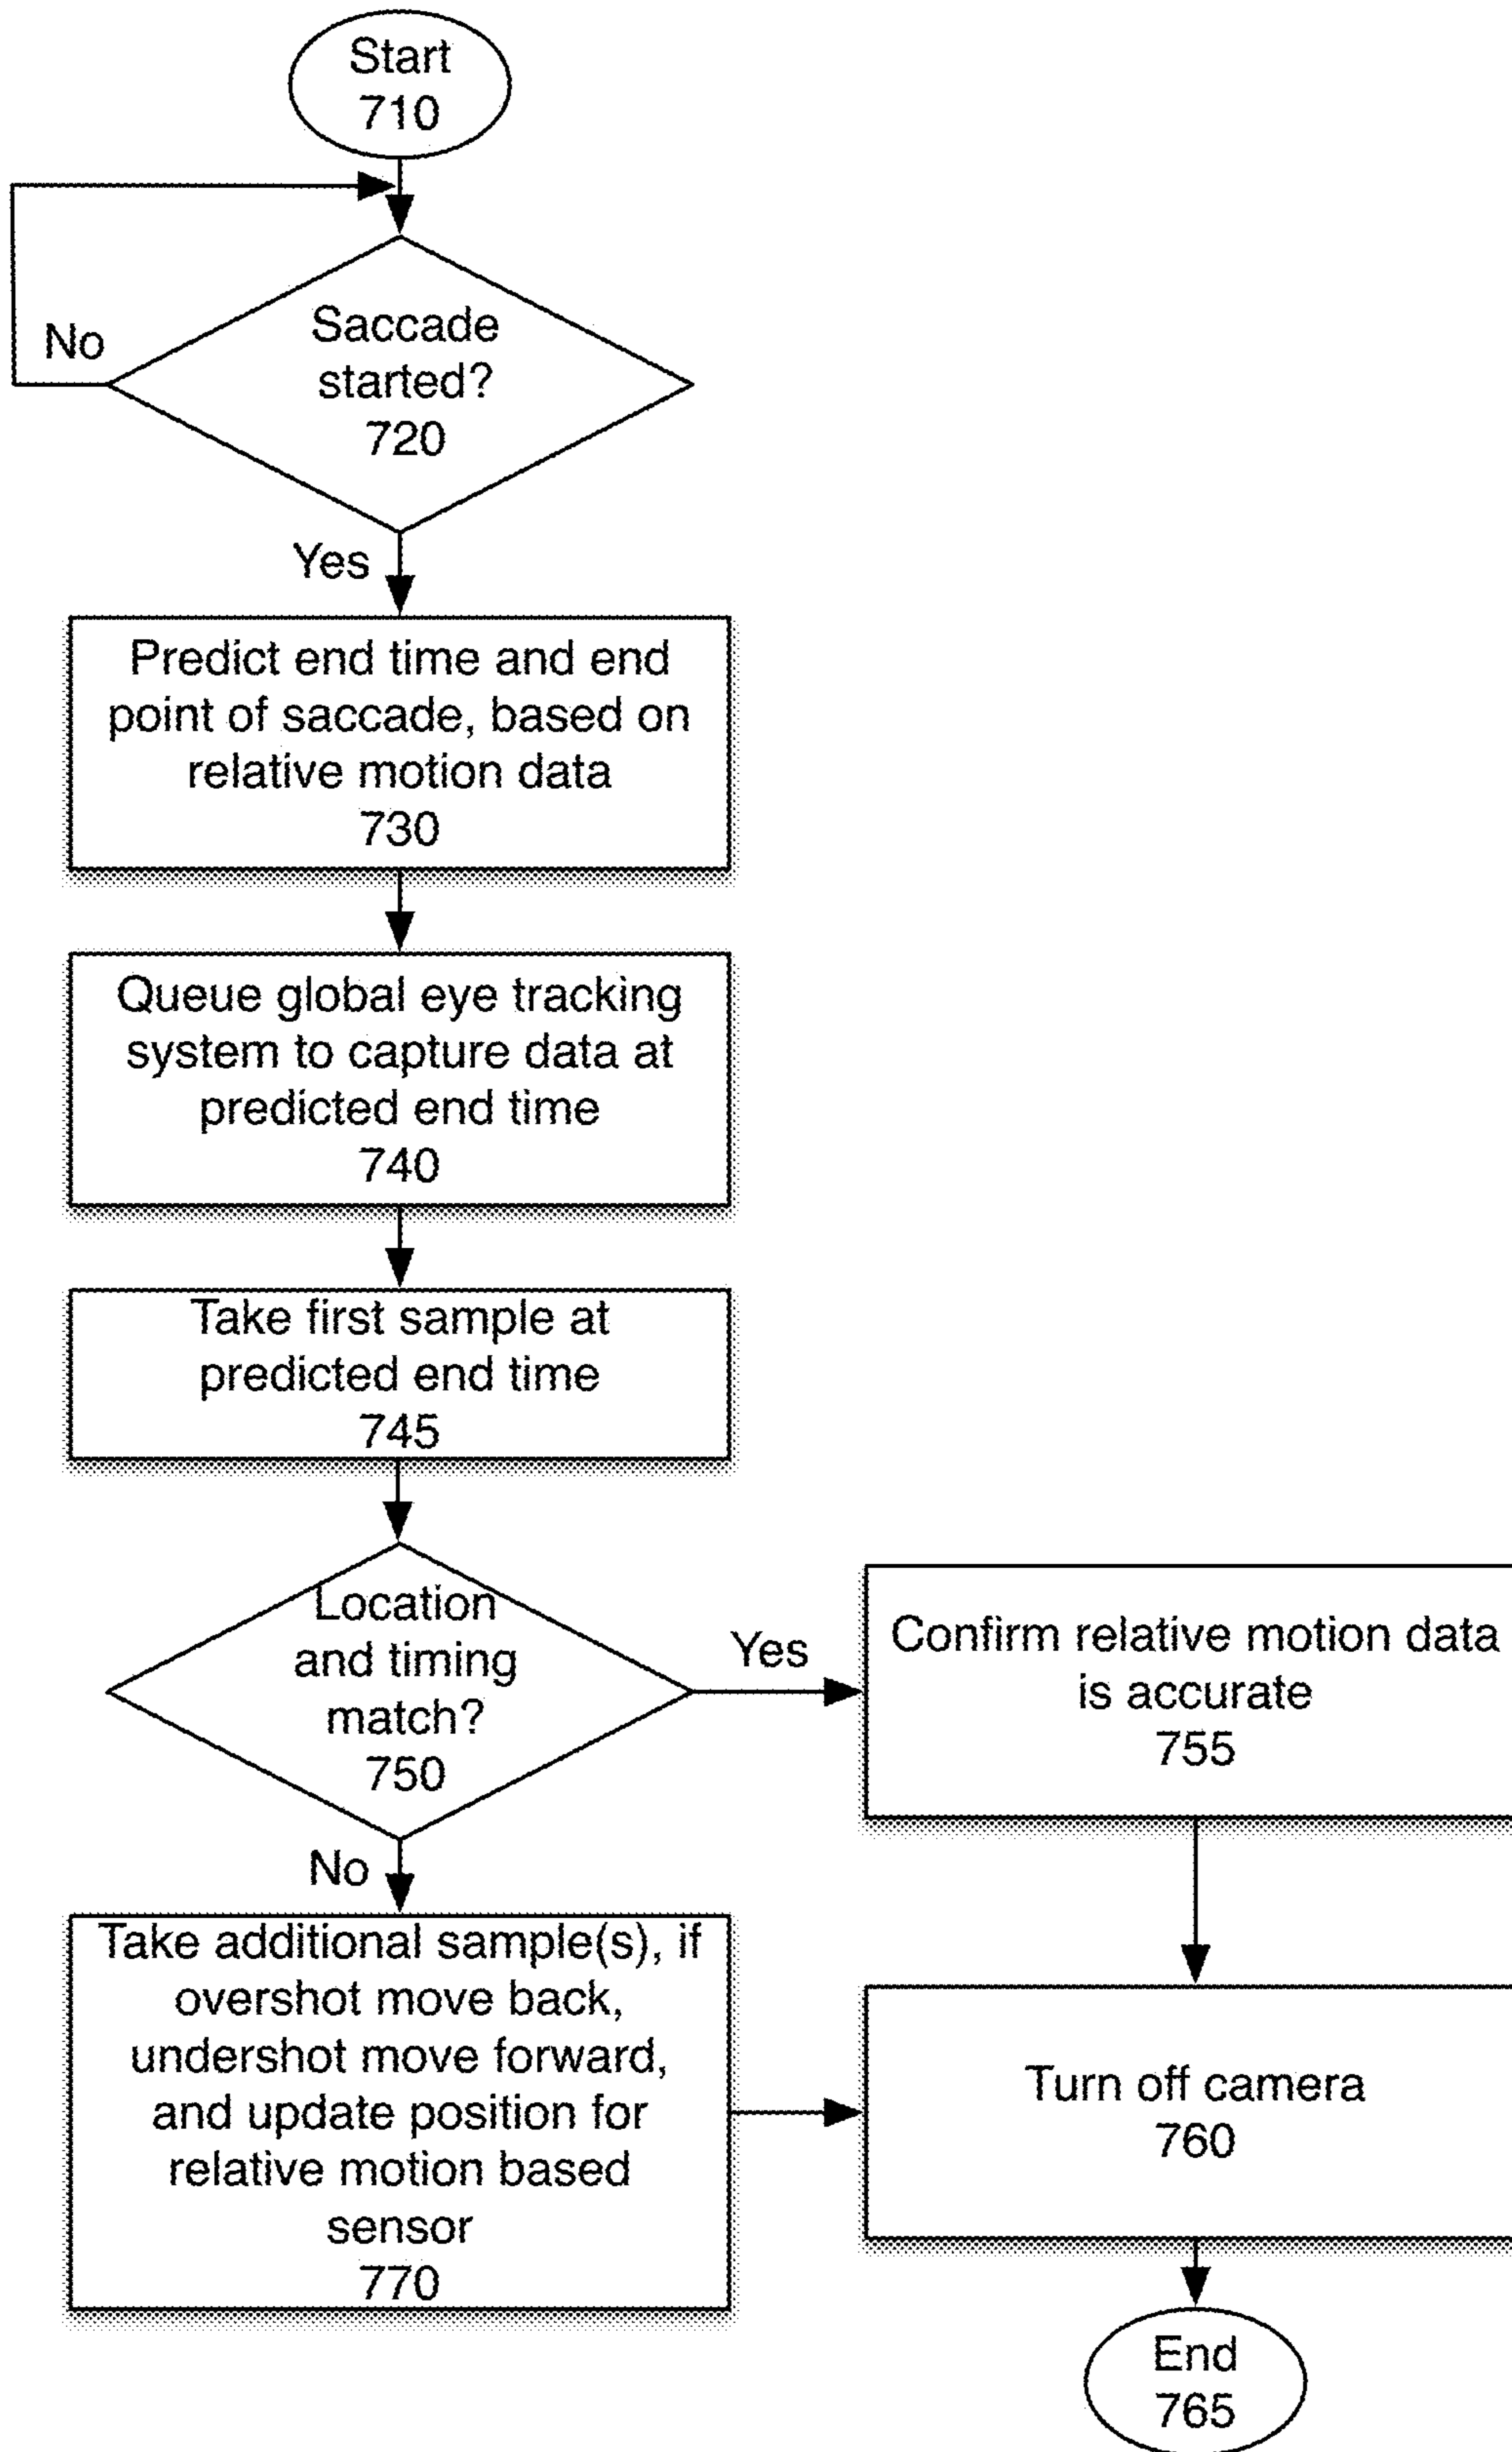 Start
710
No
Saccade
started?
720
Yes
Predict end time and end
point of saccade, based on
relative motion data
730
Queue global eye tracking
system to capture data at
predicted end time
740
Take first sample at
predicted end time
745
Location
and timing
match?
750
Yes
Confirm relative motion data
is accurate
755
No
Take additional sample(s), if
overshot move back,
undershot move forward,
and update position for
relative motion based
sensor
770
Turn off camera
760
End
765